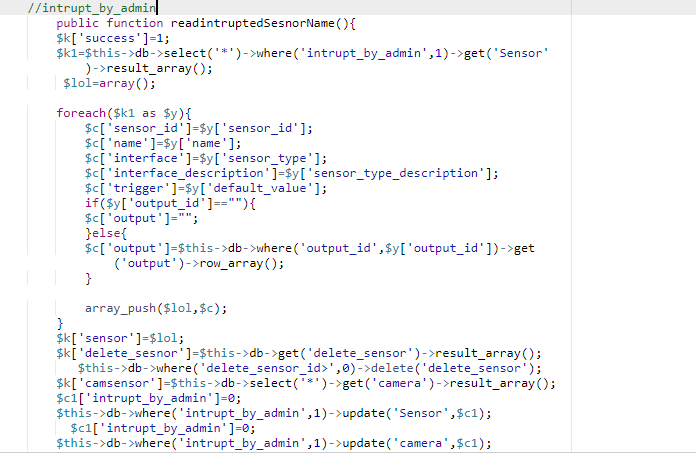 //intrupt_by_admin
public function readintruptedSesnorName(){
$k['success']=1;
$k1=$this->db->select('*')->where('intrupt_by_admin',1)->get('Sensor'
)->result_array();
$lol=array();
foreach($k1 as $y){
$c['sensor_id']=$y['sensor_id'];
$c['name']=$y['name'];
$c['interface']=$y['sensor_type'];
$c['interface_description']=$y['sensor_type_description'];
$c['trigger']=$y['default_value'];
if($y['output_id']==""){
$c['output']="";
}else{
$c['output']=$this->db->where('output_id',$y['output_id'])->get
('output')->row_array();
}
array_push($lol,$c);
}
$k['sensor']=$lol;
$k['delete_sesnor']=$this->db->get('delete_sensor')->result_array();
$this->db->where('delete_sensor_id>',0)->delete('delete_sensor');
$k['camsensor']=$this->db->select('*')->get('camera')->result_array();
$c1['intrupt_by_admin']=0;
$this->db->where('intrupt_by_admin',1)->update('Sensor',$c1);
$c1['intrupt_by_admin']=0;
$this->db->where('intrupt_by_admin',1)->update('camera',$c1);